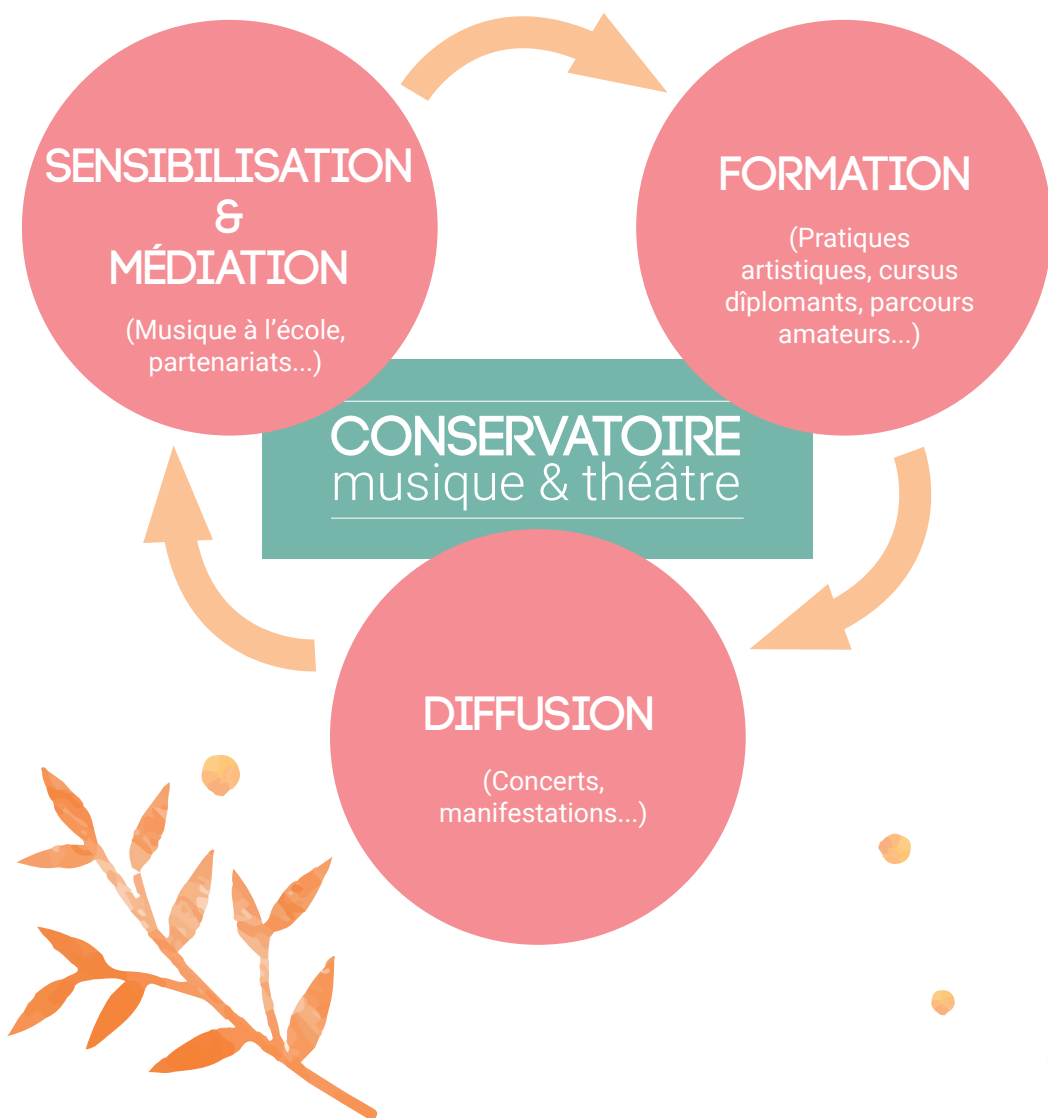 SENSIBILISATION
&
MÉDIATION
(Musique à l'école,
partenariats...)
FORMATION
(Pratiques
artistiques, cursus
dîplomants, parcours
amateurs...)
CONSERVATOIRE
musique & théâtre
DIFFUSION
(Concerts,
manifestations...)